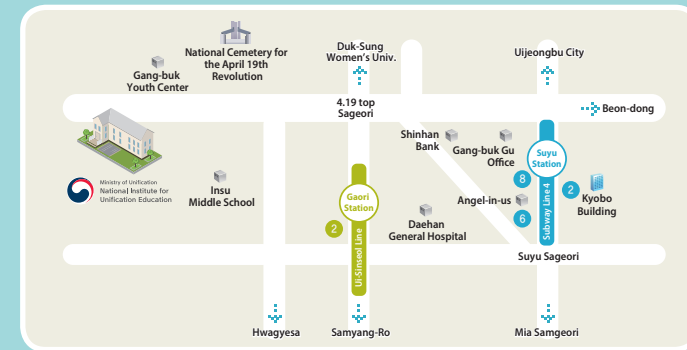 National Cemetery for
the April 19th
Revolution
Duk-Sung
Women's Univ.
Uijeongbu City
Gang-buk
Youth Center
4.19 top
Sageori
Beon-dong
Shinhan
Bank
Gang-buk Gu
Office
Suyu
Station
8
2
Kyobo
Building
Ministry of Unification
National Institute for
Unification Education
Insu
Middle School
Gaori
Station
2
Ui-Sinseol Line
Angel-in-us
6
Subway Line 4
Daehan
General Hospital
Suyu Sageori
Hwagyesa
Samyang-Ro
Mia Samgeori